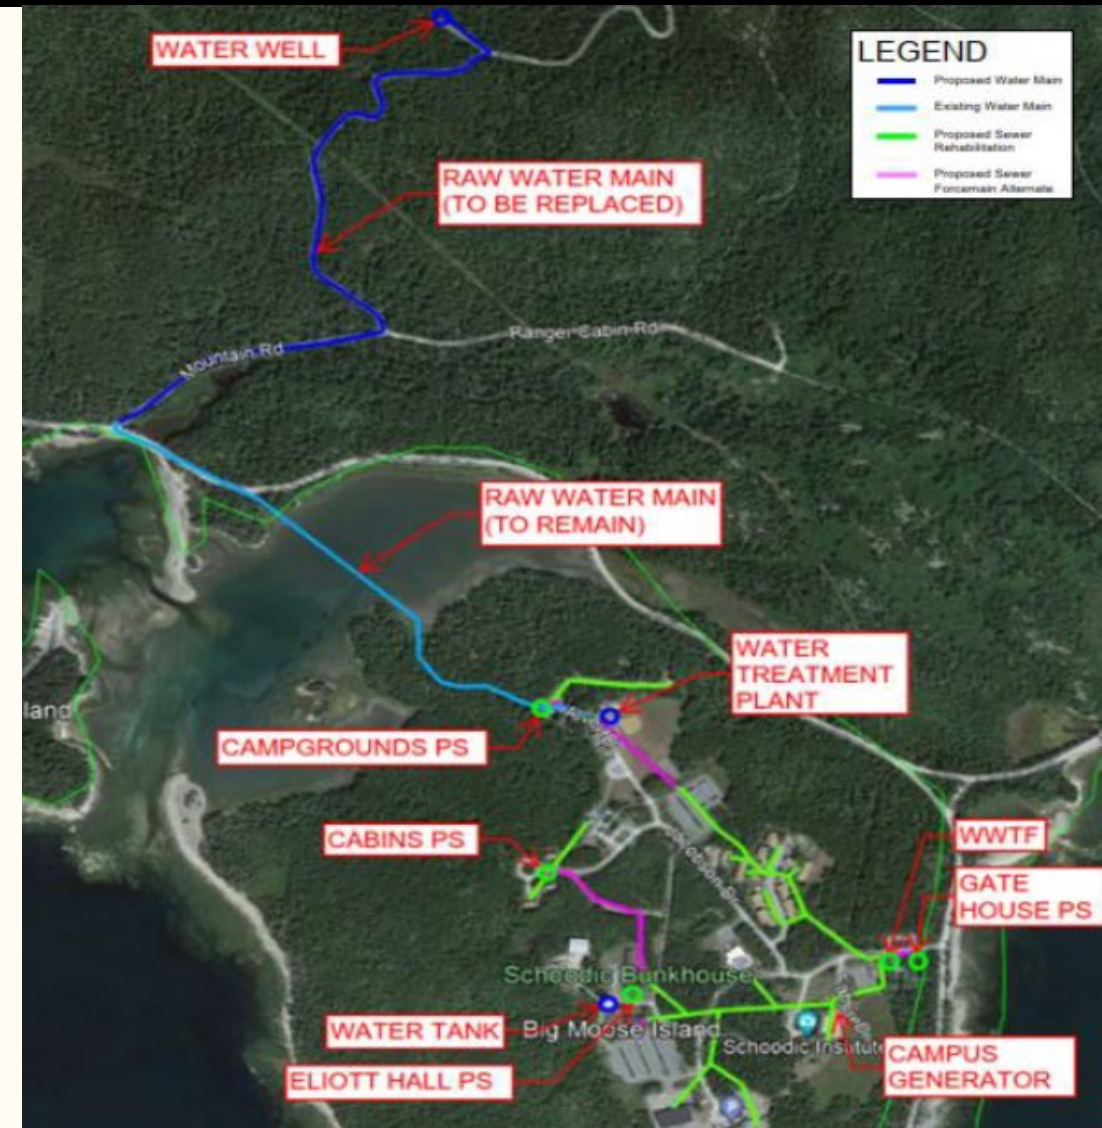 WATER WELL
LEGEND
Proposed Water Main
Existing Water Main
Proposed Sewer
Rehabilitation
Proposed Sewer
Forcemain Alternate
RAW WATER MAIN
(TO BE REPLACED)
Ranger Cabin Rd
Mountain Rd
RAW WATER MAIN
(TO REMAIN)
WATER
TREATMENT
PLANT
land
CAMPGROUNDS PS
CABINS PS
WWTF
GATE
HOUSE PS
Schoodic Bunkhouse
WATER TANK
Big Moose Island
Schoodic Institute
CAMPUS
GENERATOR
ELIOTT HALL PS